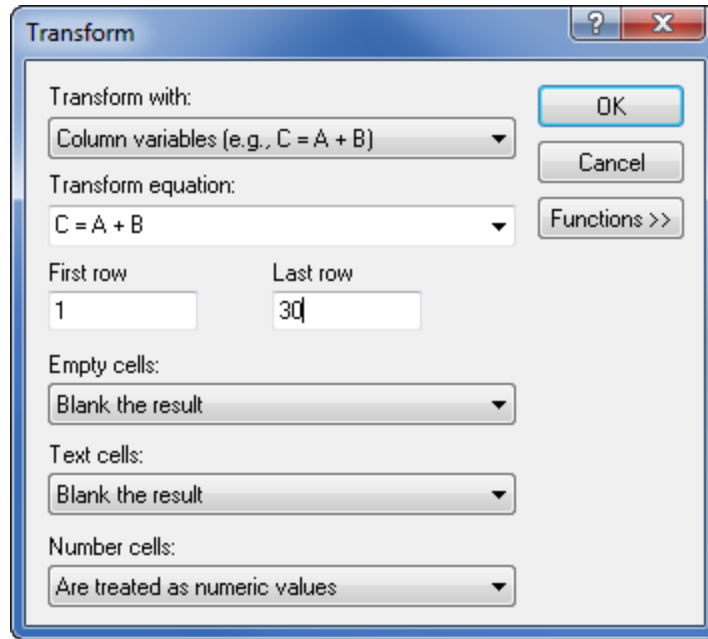 Transform
Transform with:
Column variables (e.g., C = A + B)
Transform equation:
C = A + B
First row Last row
1 30
Empty cells:
Blank the result
Text cells:
Blank the result
Number cells:
Are treated as numeric values
OK
Cancel
Functions >>